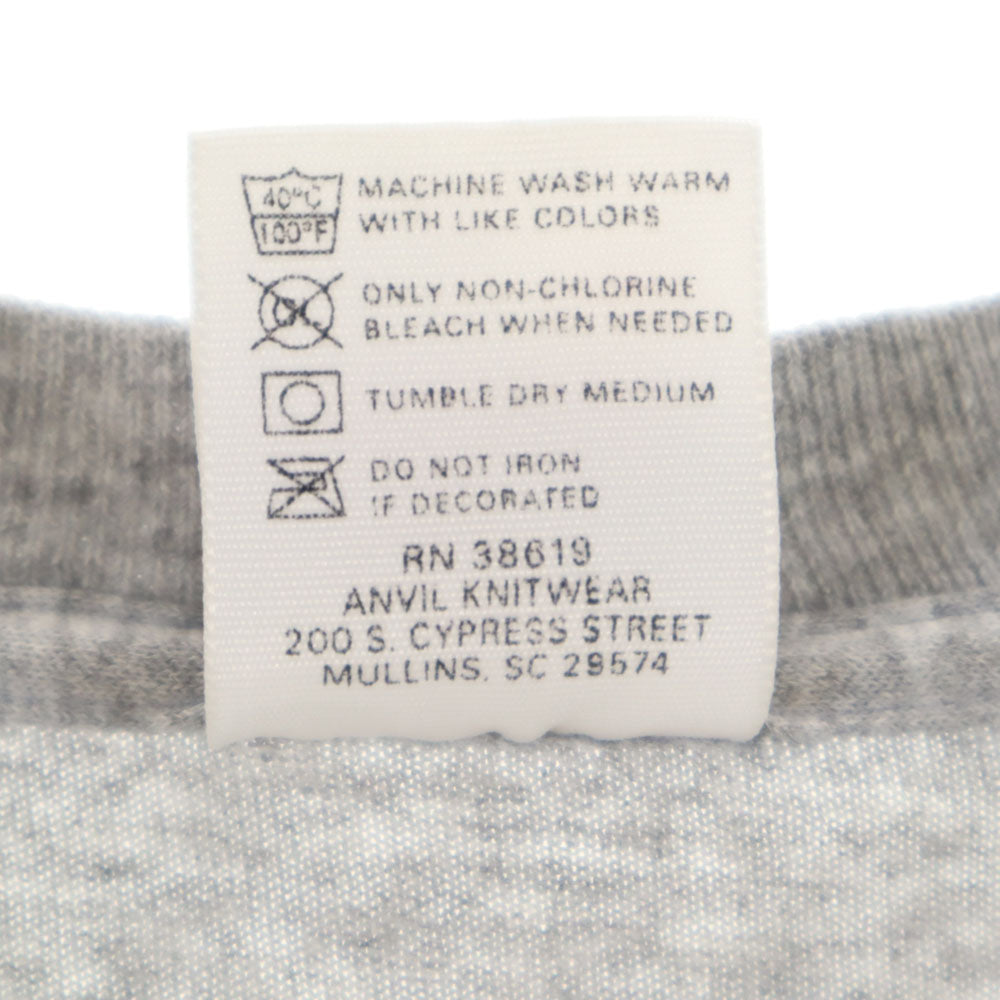 40°C
100°F
MACHINE WASH WARM
WITH LIKE COLORS
CL
ONLY NON-CHLORINE
BLEACH WHEN NEEDED
TUMBLE DRY MEDIUM
DO NOT IRON
IF DECORATED
RN 38619
ANVIL KNITWEAR
200 S. CYPRESS STREET
MULLINS, SC 29574